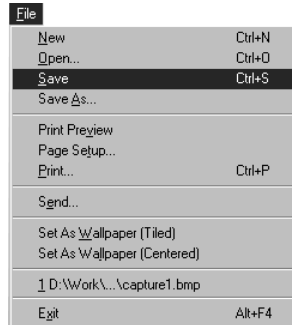 File
New Ctrl+N
Open... Ctrl+O
Save Ctrl+S
Save As...
Print Preview
Page Setup...
Print... Ctrl+P
Send...
Set As Wallpaper (Tiled)
Set As Wallpaper (Centered)
1 D:\Work\...\capture1.bmp
Exit Alt+F4